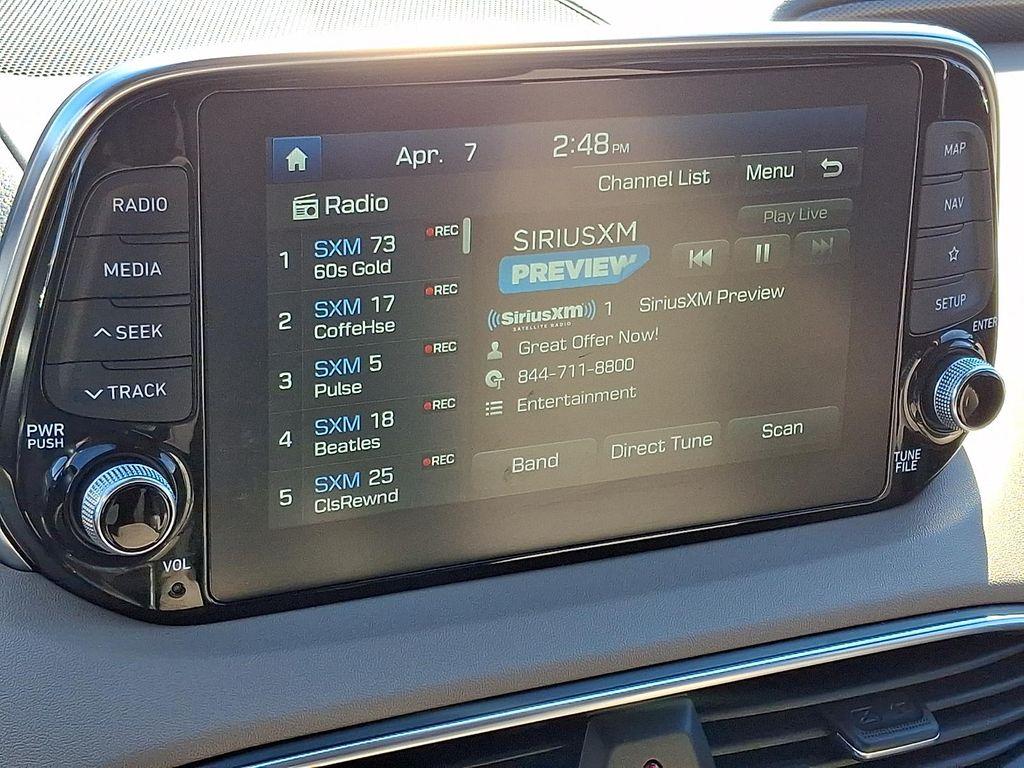 Apr. 7 2:48 PM
Channel List Menu
Radio
Play Live
1 SXM 73 REC
60s Gold
2 SXM 17 REC
CoffeHse
3 SXM 5 REC
Pulse
4 SXM 18 REC
Beatles
5 SXM 25 REC
ClsRewnd
SIRIUSXM
PREVIEW
((SiriusXM)) 1 SiriusXM Preview
SATELLITE RADIO
Great Offer Now!
844-711-8800
Entertainment
Band Direct Tune Scan
RADIO
MEDIA
SEEK
TRACK
PWR
PUSH
VOL
MAP
NAV
SETUP
ENTER
TUNE
FILE